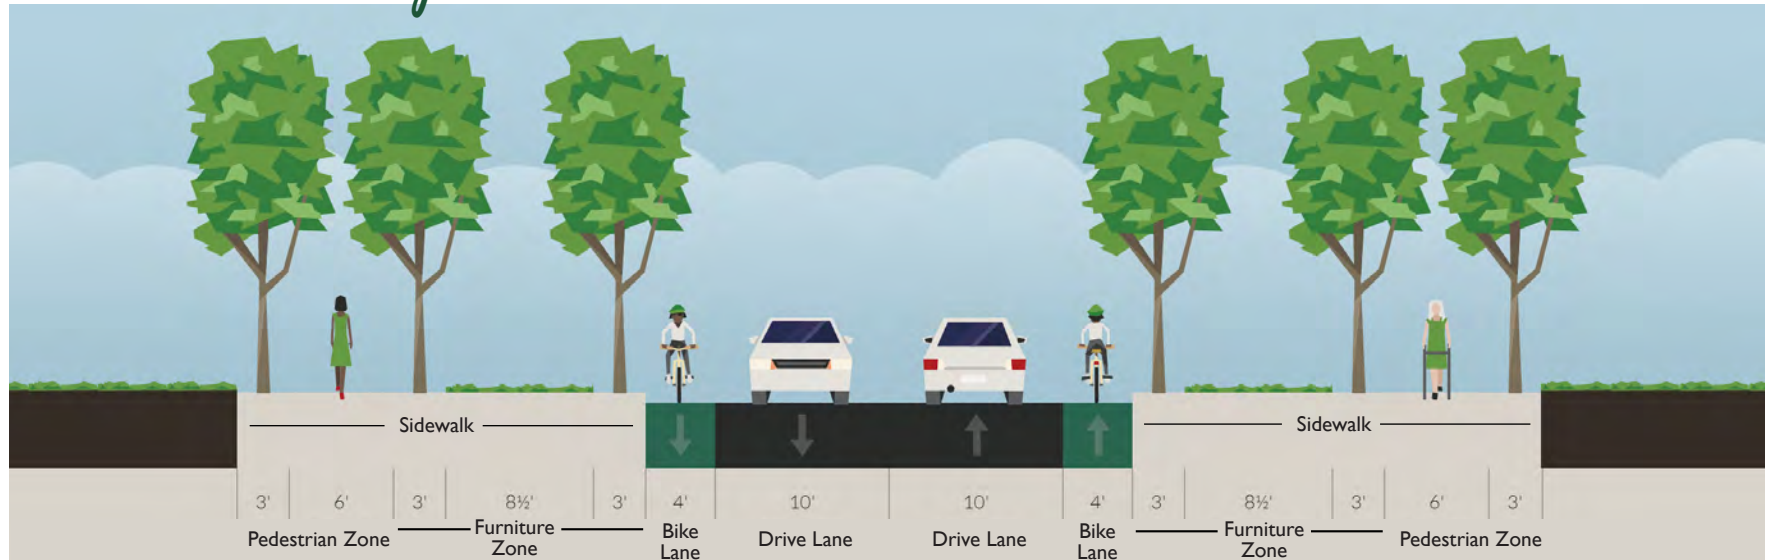 Sidewalk
Sidewalk
3' 6' 3' 8½' 3' 4' 10' 10' 4' 3' 8½' 3' 6' 3'
Pedestrian Zone Furniture Zone Bike Lane Drive Lane Drive Lane Bike Lane Furniture Zone Pedestrian Zone